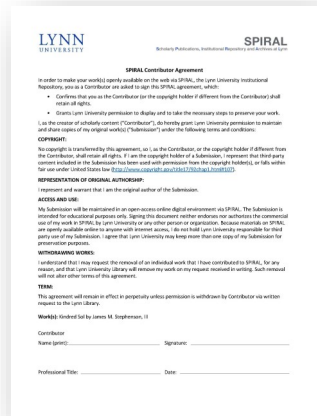 LYNN
UNIVERSITY
SPIRAL
Scholarly Publications, Institutional Repository and Archives at Lynn
SPIRAL Contributor Agreement
In order to make your work(s) openly available on the web via SPIRAL, the Lynn University Institutional
Repository, you as a Contributor are asked to sign this SPIRAL agreement, which:
• Confirms that you as the Contributor (or the copyright holder if different from the Contributor) shall
retain all rights.
• Grants Lynn University permission to display and to take the necessary steps to preserve your work.
I, as the creator of scholarly content ("Contributor"), do hereby grant Lynn University permission to maintain
and share copies of my original work(s) ("Submission") under the following terms and conditions:
COPYRIGHT:
No copyright is transferred by this agreement, so I, as the Contributor, or the copyright holder if different from
the Contributor, shall retain all rights. If I am the copyright holder of a Submission, I represent that third-party
content included in the Submission has been used with permission from the copyright holder(s), or falls within
fair use under United States law (http://www.copyright.gov/title17/92chap1.html#107).
REPRESENTATION OF ORIGINAL AUTHORSHIP:
I represent and warrant that I am the original author of the Submission.
ACCESS AND USE:
My Submission will be maintained in an open-access online digital environment via SPIRAL. The Submission is
intended for educational purposes only. Signing this document neither endorses nor authorizes the commercial
use of my work in SPIRAL by Lynn University or any other person or organization. Because materials in SPIRAL
are openly available online to anyone with internet access, I do not hold Lynn University responsible for third
party use of my Submission. I agree that Lynn University may keep more than one copy of my Submission for
preservation purposes.
WITHDRAWING WORKS:
I understand that I may request the removal of an individual work that I have contributed to SPIRAL, for any
reason, and that Lynn University Library will remove my work on my request received in writing. Such removal
will not alter other terms of this agreement.
TERM:
This agreement will remain in effect in perpetuity unless permission is withdrawn by Contributor via written
request to the Lynn Library.
Work(s): Kindred Sol by James M. Stephenson, III
Contributor
Name (print): Signature:
Professional Title: Date: